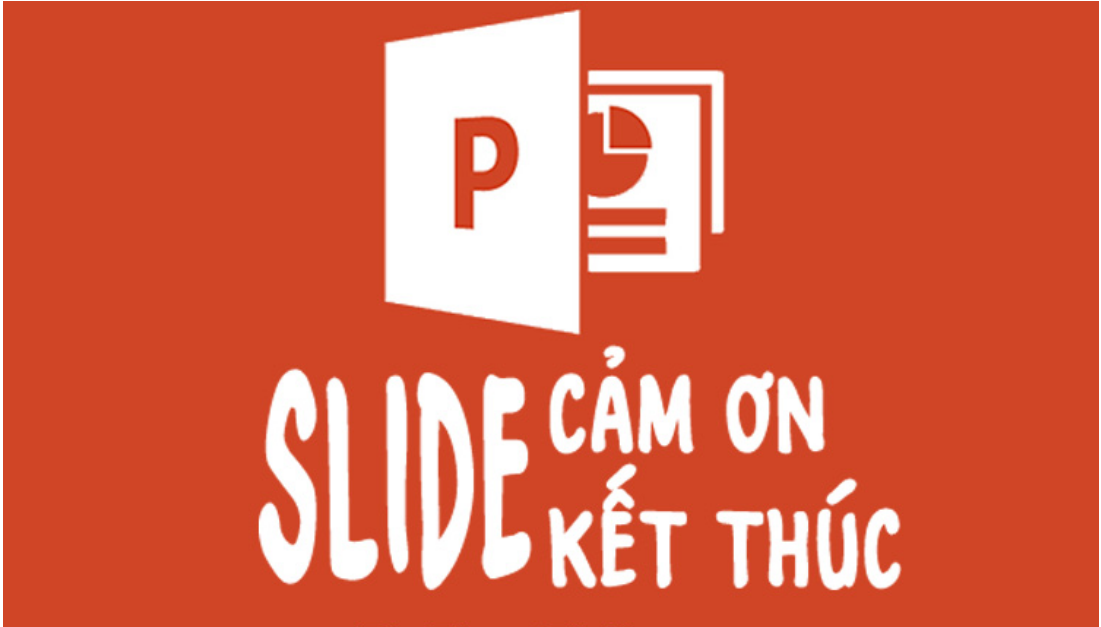 P
SLIDE CẢM ƠN
KẾT THÚC